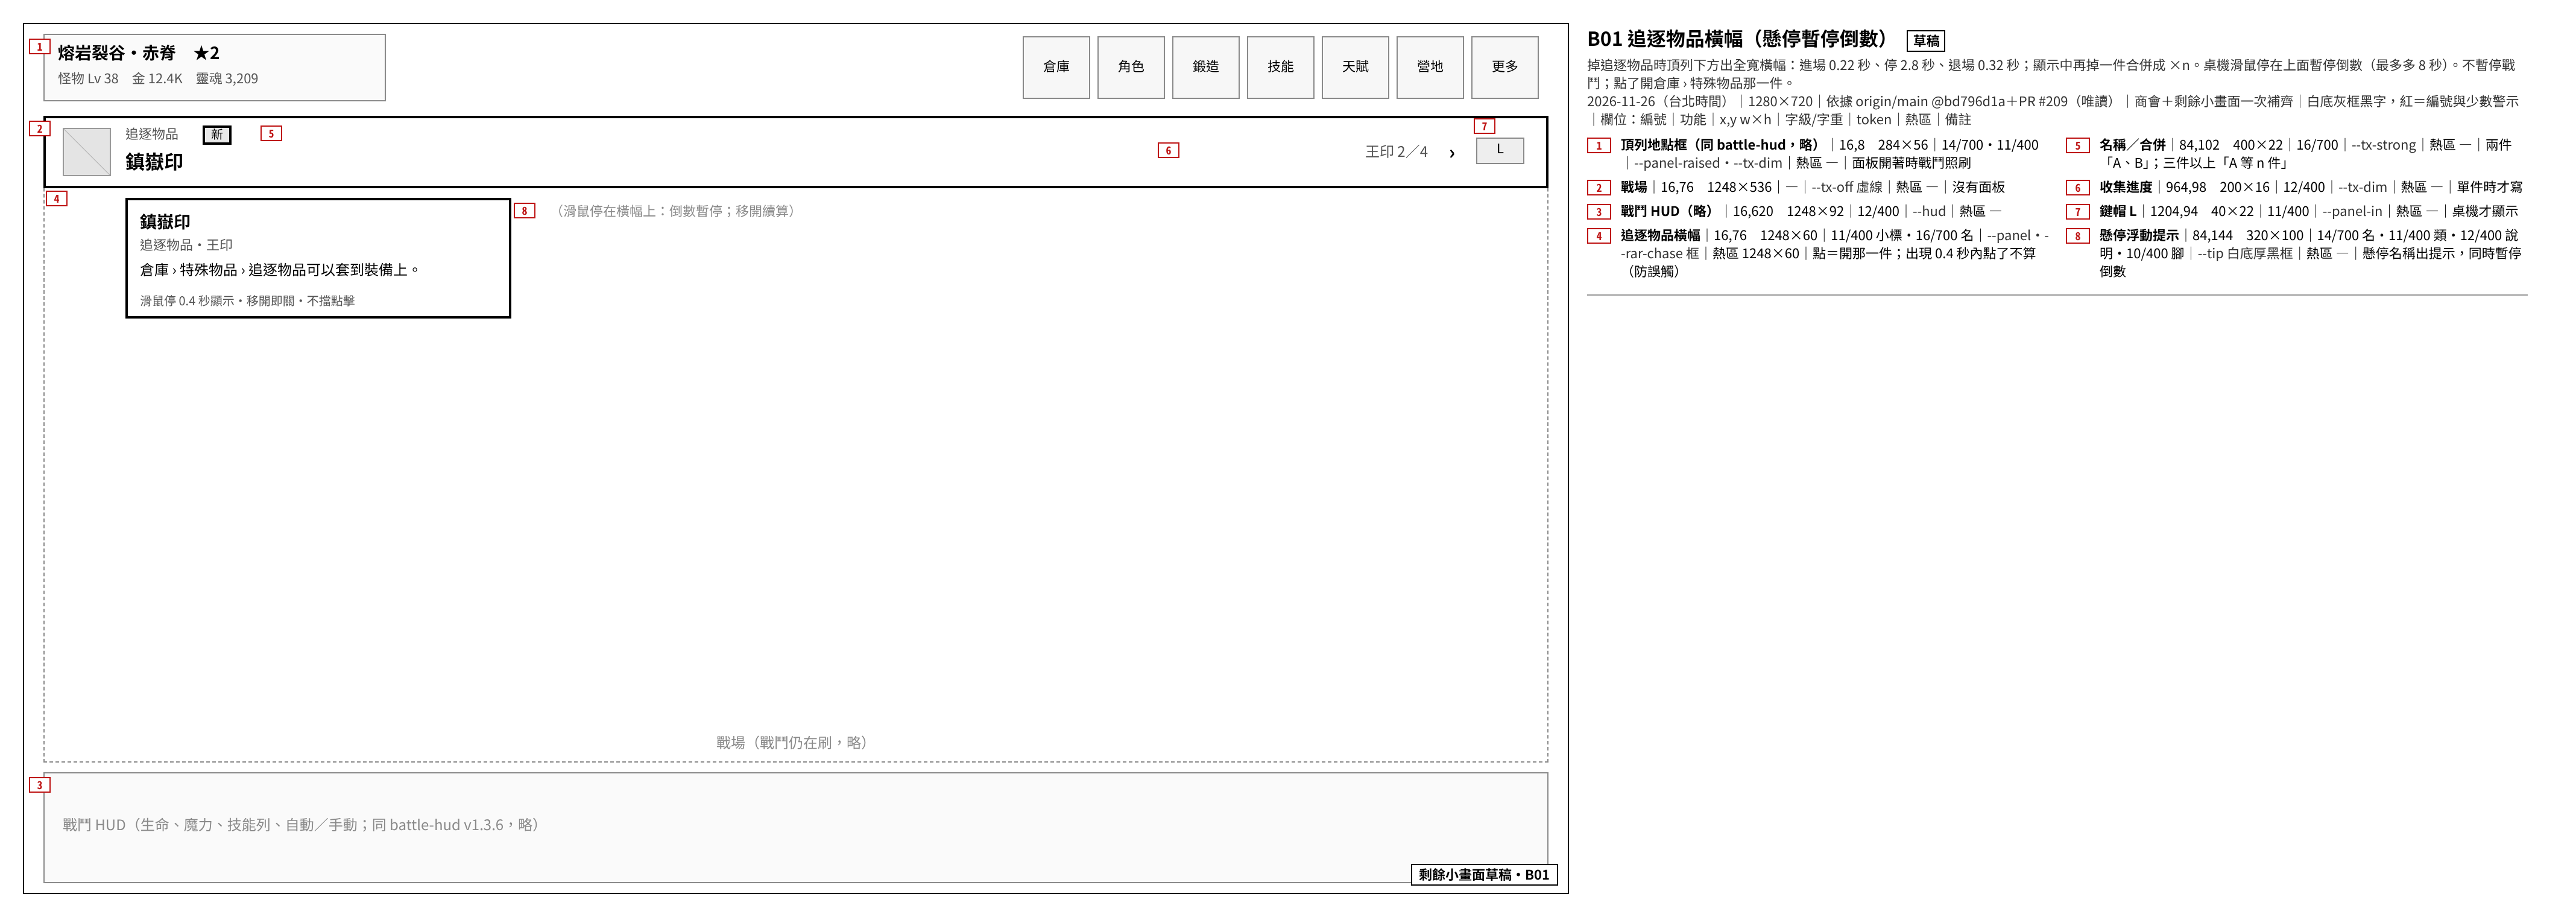 1
熔岩裂谷・赤脊 ★2
怪物 Lv 38 金 12.4K 靈魂 3,209
倉庫
角色
鍛造
技能
天賦
營地
更多
2
追逐物品
新
5
鎮嶽印
6
王印 2／4
›
7
L
4
鎮嶽印
追逐物品・王印
倉庫 › 特殊物品 › 追逐物品可以套到裝備上。
滑鼠停 0.4 秒顯示・移開即關・不擋點擊
8
（滑鼠停在橫幅上：倒數暫停；移開續算）
戰場（戰鬥仍在刷，略）
3
戰鬥 HUD（生命、魔力、技能列、自動／手動；同 battle-hud v1.3.6，略）
剩餘小畫面草稿・B01
B01 追逐物品橫幅（懸停暫停倒數）
草稿
掉追逐物品時頂列下方出全寬橫幅：進場 0.22 秒、停 2.8 秒、退場 0.32 秒；顯示中再掉一件合併成 ×n。桌機滑鼠停在上面暫停倒數（最多多 8 秒）。不暫停戰
鬥；點了開倉庫 › 特殊物品那一件。
2026-11-26（台北時間）｜1280×720｜依據 origin/main @bd796d1a＋PR #209（唯讀）｜商會＋剩餘小畫面一次補齊｜白底灰框黑字，紅＝編號與少數警示
｜欄位：編號｜功能｜x,y w×h｜字級/字重｜token｜熱區｜備註
1
頂列地點框（同 battle-hud，略）｜16,8 284×56｜14/700・11/400
｜--panel-raised・--tx-dim｜熱區 —｜面板開著時戰鬥照刷
2
戰場｜16,76 1248×536｜—｜--tx-off 虛線｜熱區 —｜沒有面板
3
戰鬥 HUD（略）｜16,620 1248×92｜12/400｜--hud｜熱區 —
4
追逐物品橫幅｜16,76 1248×60｜11/400 小標・16/700 名｜--panel・-
-rar-chase 框｜熱區 1248×60｜點＝開那一件；出現 0.4 秒內點了不算
（防誤觸）
5
名稱／合併｜84,102 400×22｜16/700｜--tx-strong｜熱區 —｜兩件
「A、B」；三件以上「A 等 n 件」
6
收集進度｜964,98 200×16｜12/400｜--tx-dim｜熱區 —｜單件時才寫
7
鍵帽 L｜1204,94 40×22｜11/400｜--panel-in｜熱區 —｜桌機才顯示
8
懸停浮動提示｜84,144 320×100｜14/700 名・11/400 類・12/400 說
明・10/400 腳｜--tip 白底厚黑框｜熱區 —｜懸停名稱出提示，同時暫停
倒數